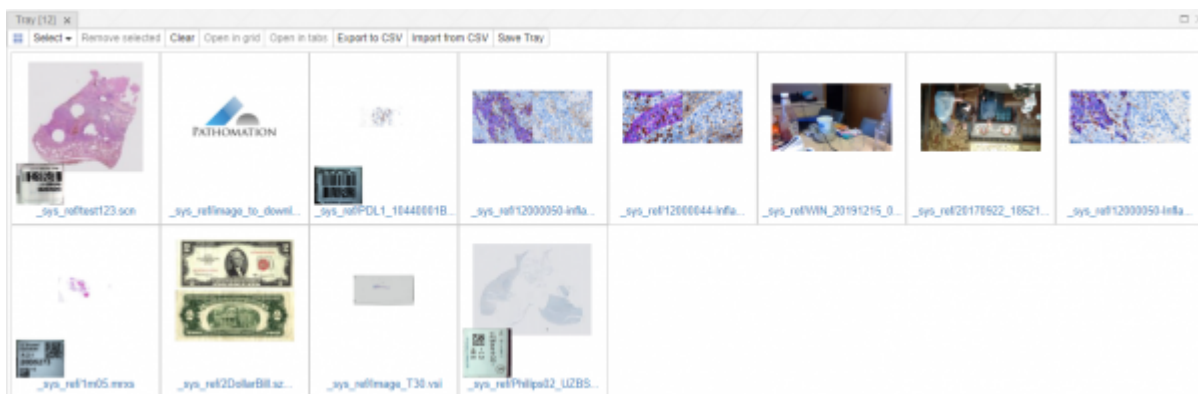 Tray [12] x
Select Remove selected Clear Open in grid Open in tabs Export to CSV Import from CSV Save Tray
PATHOMATION
_sys_ref/test123.scn _sys_ref/image_to_downl... _sys_ref/PDL1_10440001B... _sys_ref/12000050-infla... _sys_ref/12000044-infla... _sys_ref/WIN_20191215_0... _sys_ref/20170922_18521... _sys_ref/12000050-infla...
2
2
_sys_ref/1m05.mrxs _sys_ref/2DollarBill.sz... _sys_ref/Image_T30.vsi _sys_ref/Philips02_UZBS...